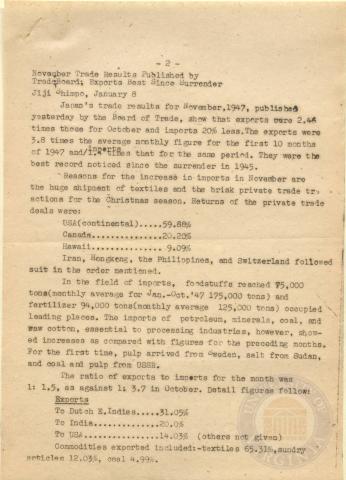 - 2 -
November Trade Results Published by
Trade Board; Exports Best Since Surrender
Jiji Shimpo, January 8
Japan's trade results for November,1947, published
yesterday by the Board of Trade, show that exports were 2.44
times those for October and imports 20% less.The exports were
3.8 times the average monthly figure for the first 10 months
imports
of 1947 and/1.4 times that for the same period. They were the
best record noticed since the surrender in 1945.
Reasons for the increase in imports in November are
the huge shipment of textiles and the brisk private trade tr-
actions for the Christmas season. Returns of the private trade
deals were:
USA(continental).....59.88%
Canada...............20.20%
Hawaii............... 9.09%
Iran, Hongkong, the Philippines, and Switzerland followed
suit in the order mentioned.
In the field of imports, foodstuffs reached 75,000
tons(monthly average for Jan.-Oct.'47 175,000 tons) and
fertilizer 94,000 tons(monthly average 125,000 tons) occupied
leading places. The imports of petroleum, minerals, coal, and
raw cotton, essential to processing industries, however, show-
ed increases as compared with figures for the preceding months.
For the first time, pulp arrived from Sweden, salt from Sudan,
and coal and pulp from USSR.
The ratio of exports to imports for the month was
1: 1.5, as against 1: 3.7 in October. Detail figures follow:
Exports
To Dutch E.Indies.....31.05%
To India..............20.0%
To USA................14.03% (others not given)
Commodities exported included:-textiles 65.31%,sundry
articles 12.03%, coal 4.99%.